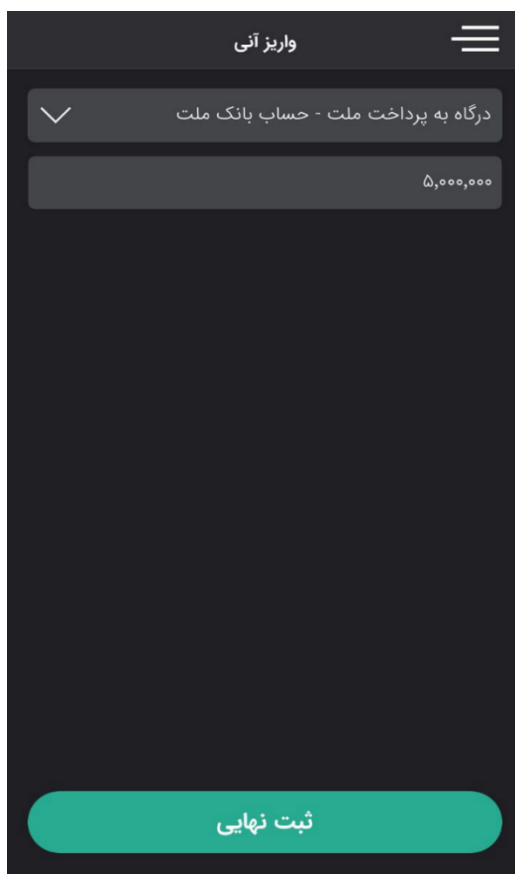 واریز آنی
درگاه به پرداخت ملت - حساب بانک ملت
۵,۰۰۰,۰۰۰
ثبت نهایی